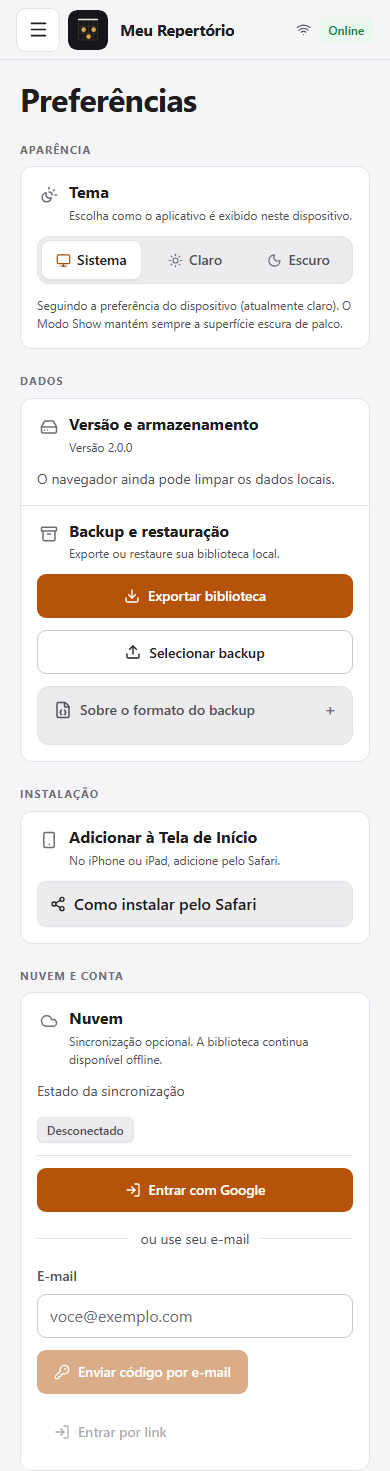 Meu Repertório
Online
Preferências
APARÊNCIA
Tema
Escolha como o aplicativo é exibido neste dispositivo.
Sistema
Claro
Escuro
Seguindo a preferência do dispositivo (atualmente claro). O
Modo Show mantém sempre a superfície escura de palco.
DADOS
Versão e armazenamento
Versão 2.0.0
O navegador ainda pode limpar os dados locais.
Backup e restauração
Exporte ou restaure sua biblioteca local.
Exportar biblioteca
Selecionar backup
Sobre o formato do backup +
INSTALAÇÃO
Adicionar à Tela de Início
No iPhone ou iPad, adicione pelo Safari.
Como instalar pelo Safari
NUVEM E CONTA
Nuvem
Sincronização opcional. A biblioteca continua
disponível offline.
Estado da sincronização
Desconectado
Entrar com Google
ou use seu e-mail
E-mail
voce@exemplo.com
Enviar código por e-mail
Entrar por link